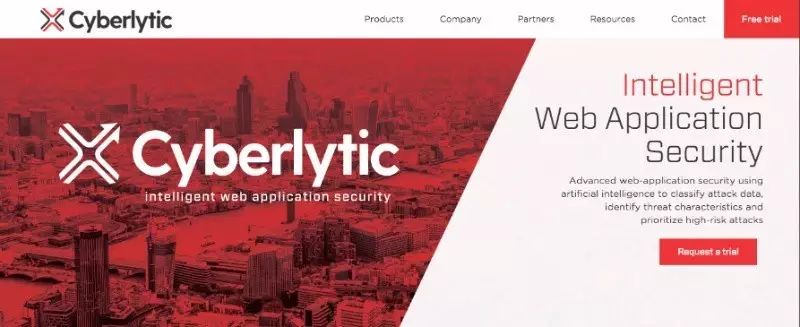 Cyberlytic
Products Company Partners Resources Contact Free trial
Cyberlytic
intelligent web application security
Intelligent
Web Application
Security
Advanced web-application security using
artificial intelligence to classify attack data,
identify threat characteristics and
prioritize high-risk attacks
Request a trial